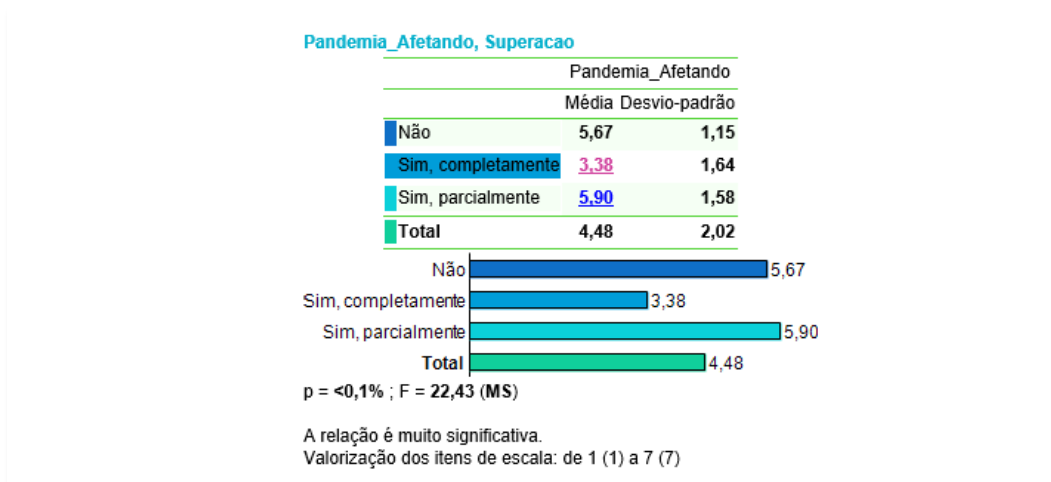 Pandemia_Afetando, Superacao
Pandemia_Afetando
Média Desvio-padrão
Não 5,67 1,15
Sim, completamente 3,38 1,64
Sim, parcialmente 5,90 1,58
Total 4,48 2,02
Não 5,67
Sim, completamente 3,38
Sim, parcialmente 5,90
Total 4,48
p = <0,1% ; F = 22,43 (MS)
A relação é muito significativa.
Valorização dos itens de escala: de 1 (1) a 7 (7)